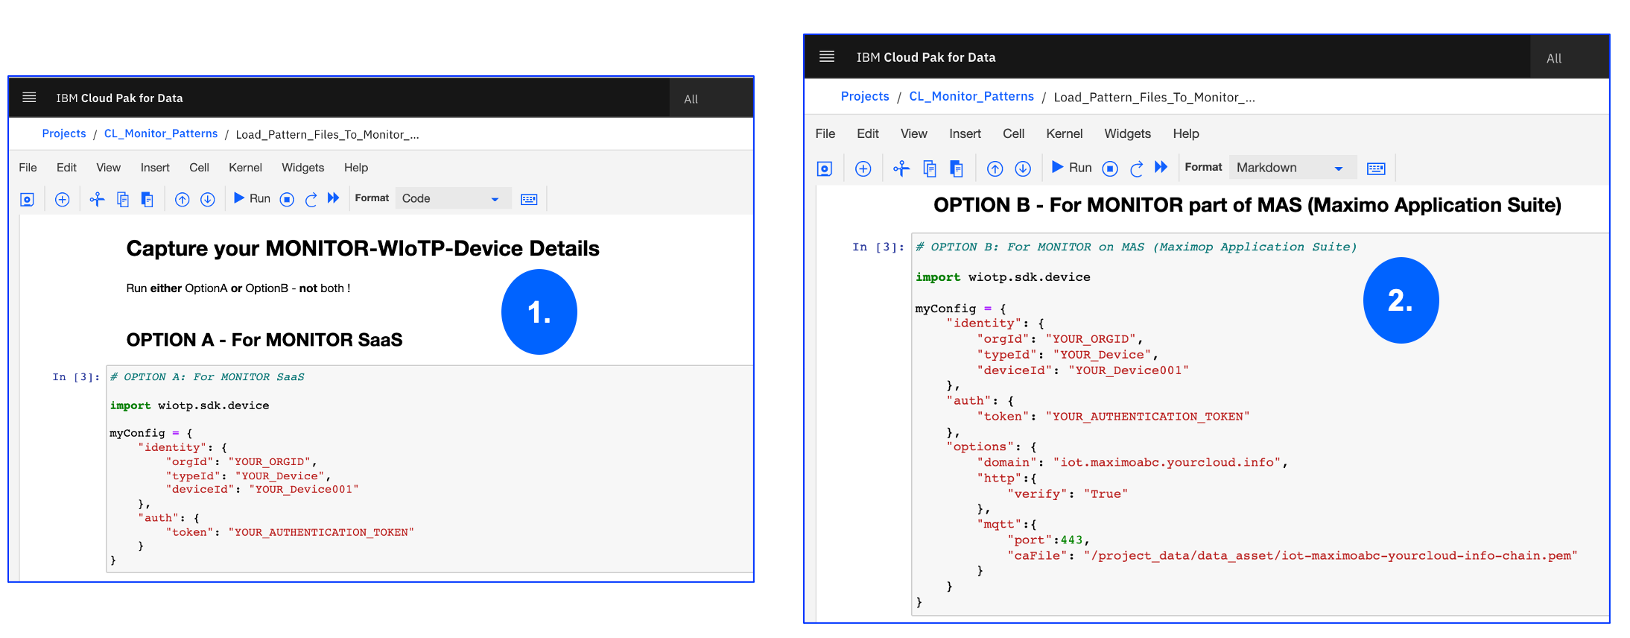 IBM Cloud Pak for Data
All
Projects / CL_Monitor_Patterns / Load_Pattern_Files_To_Monitor_...
File Edit View Insert Cell Kernel Widgets Help
Run Format Code
Capture your MONITOR-WIoTP-Device Details
Run either OptionA or OptionB - not both !
1.
OPTION A - For MONITOR SaaS
In [3]: # OPTION A: For MONITOR SaaS
import wiotp.sdk.device
myConfig = {
"identity": {
"orgId": "YOUR_ORGID",
"typeId": "YOUR_Device",
"deviceId": "YOUR_Device001"
},
"auth": {
"token": "YOUR_AUTHENTICATION_TOKEN"
}
}
IBM Cloud Pak for Data
All
Projects / CL_Monitor_Patterns / Load_Pattern_Files_To_Monitor_...
File Edit View Insert Cell Kernel Widgets Help
Run Format Markdown
OPTION B - For MONITOR part of MAS (Maximo Application Suite)
In [3]: # OPTION B: For MONITOR on MAS (Maximop Application Suite)
import wiotp.sdk.device
2.
myConfig = {
"identity": {
"orgId": "YOUR_ORGID",
"typeId": "YOUR_Device",
"deviceId": "YOUR_Device001"
},
"auth": {
"token": "YOUR_AUTHENTICATION_TOKEN"
},
"options": {
"domain": "iot.maximoabc.yourcloud.info",
"http":{
"verify": "True"
},
"mqtt":{
"port":443,
"caFile": "/project_data/data_asset/iot-maximoabc-yourcloud-info-chain.pem"
}
}
}